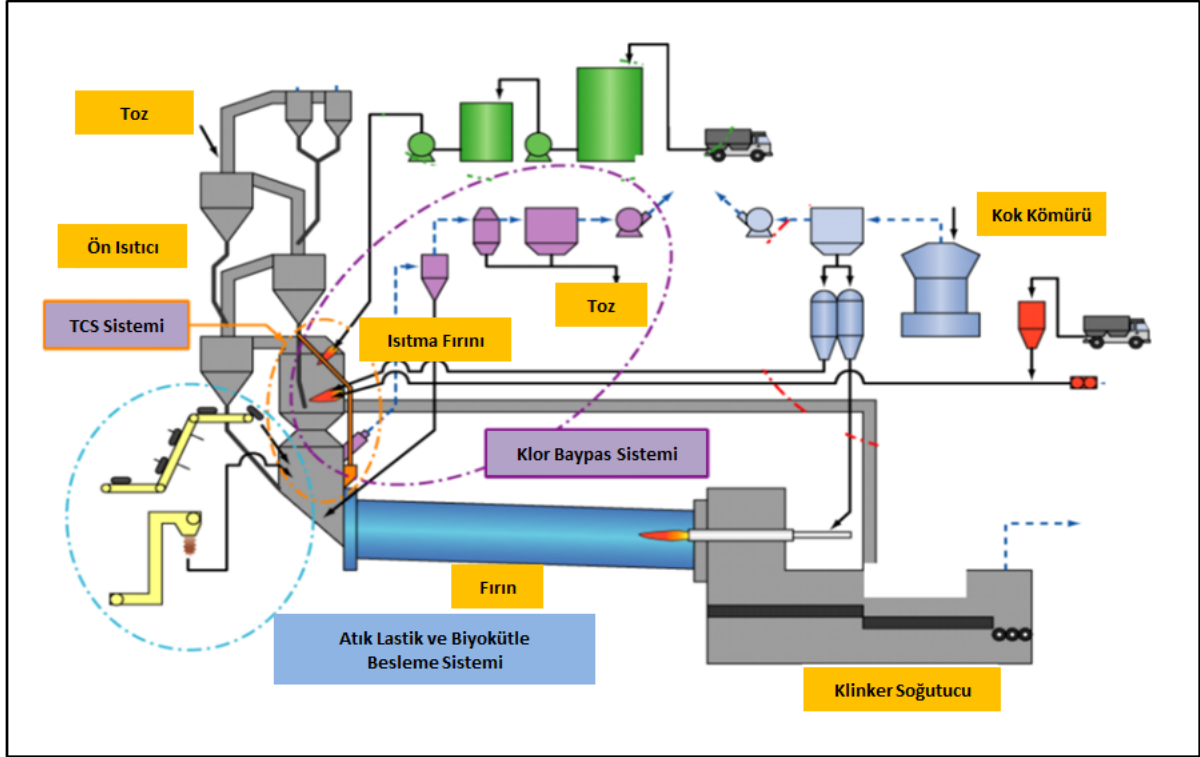 Toz
Kok Kömürü
Ön Isıtıcı
Toz
TCS Sistemi
Isıtma Fırını
Klor Baypas Sistemi
Fırın
Atık Lastik ve Biyokütle
Besleme Sistemi
Klinker Soğutucu